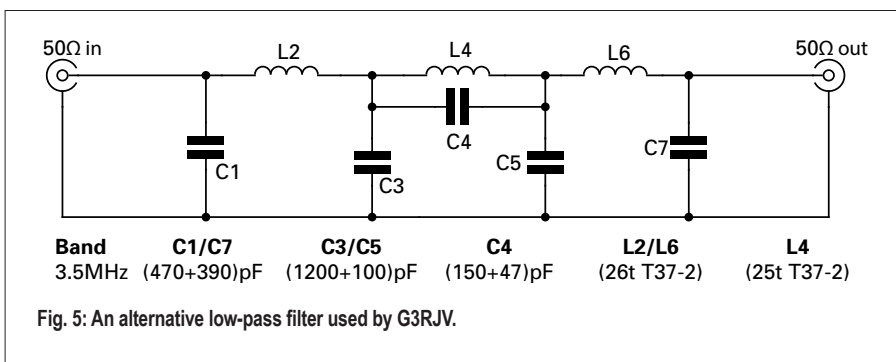 50Ω in
L2
L4
L6
50Ω out
C4
C1
C3
C5
C7
Band C1/C7 C3/C5 C4 L2/L6 L4
3.5MHz (470+390)pF (1200+100)pF (150+47)pF (26t T37-2) (25t T37-2)
Fig. 5: An alternative low-pass filter used by G3RJV.